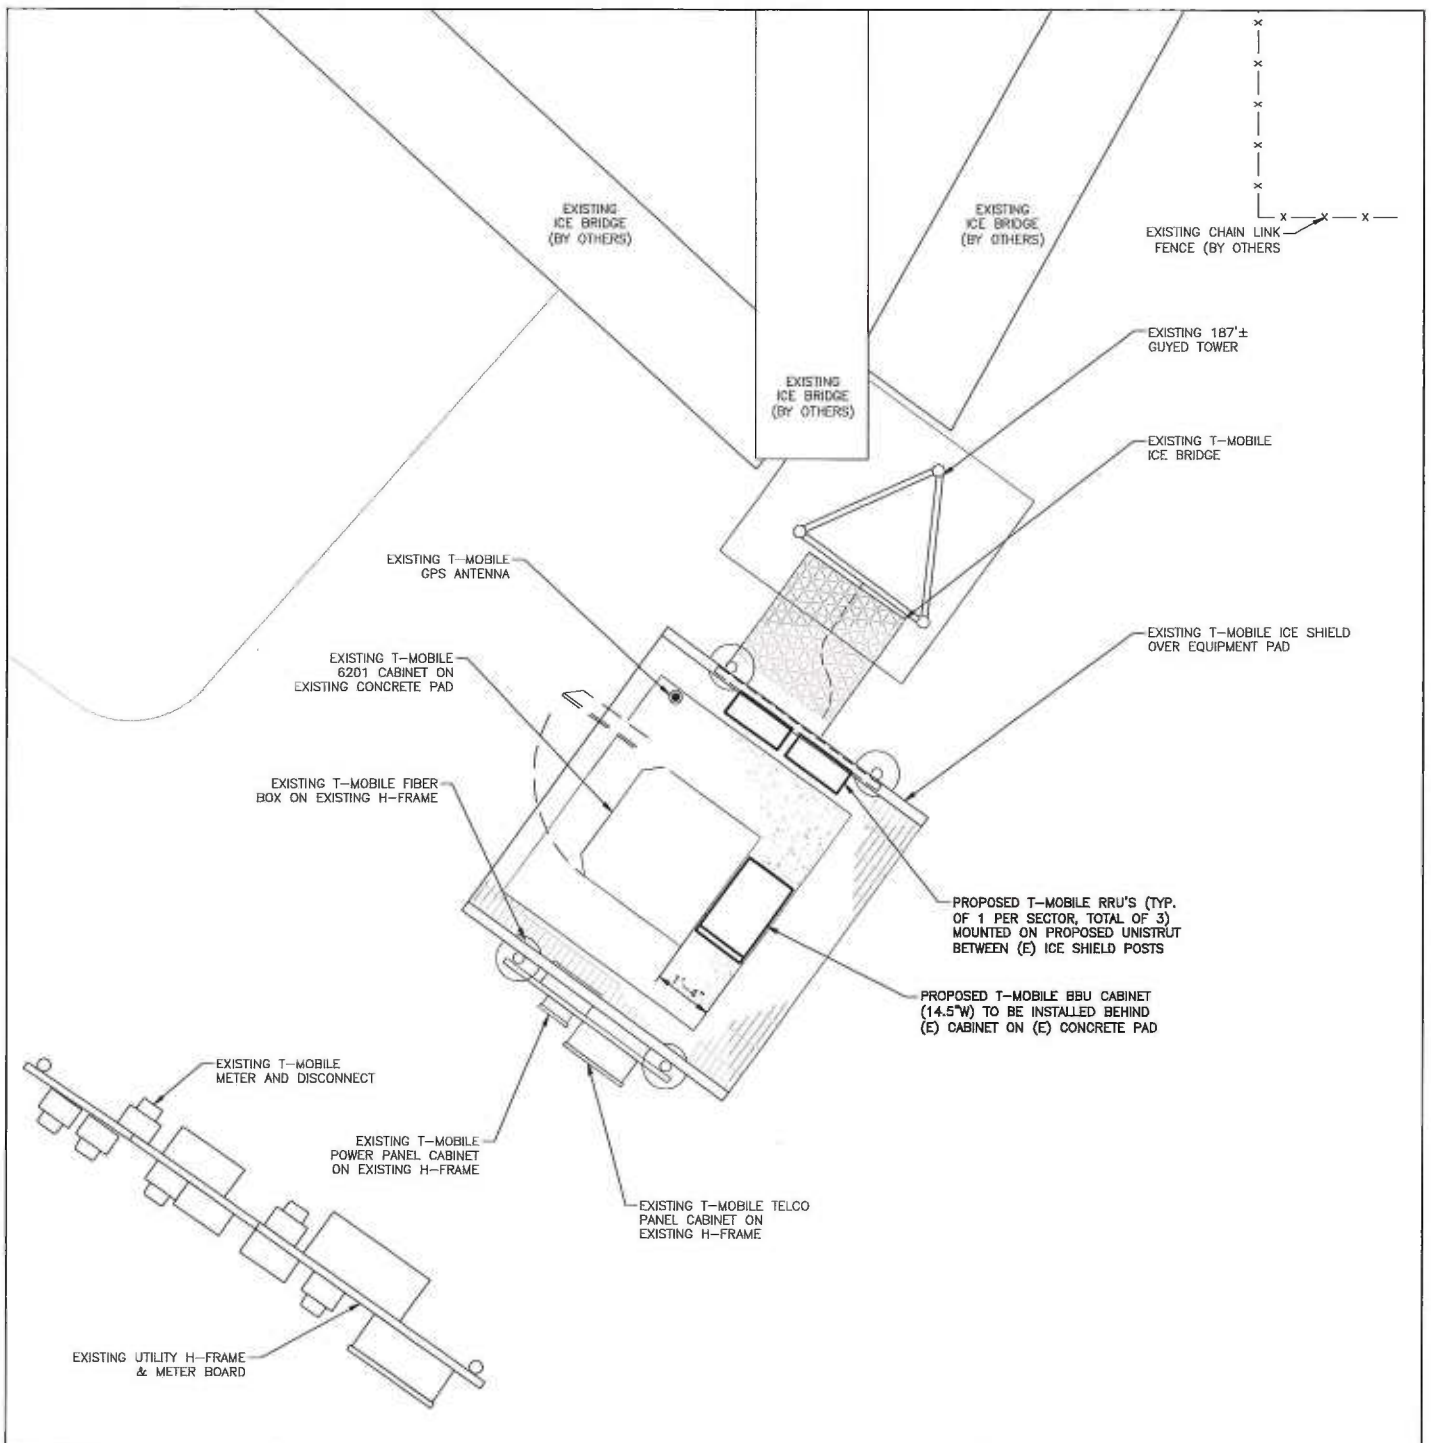 EXISTING
ICE BRIDGE
(BY OTHERS)
EXISTING
ICE BRIDGE
(BY OTHERS)
EXISTING CHAIN LINK
FENCE (BY OTHERS
EXISTING 187'±
GUYED TOWER
EXISTING
ICE BRIDGE
(BY OTHERS)
EXISTING T-MOBILE
ICE BRIDGE
EXISTING T-MOBILE
GPS ANTENNA
EXISTING T-MOBILE ICE SHIELD
OVER EQUIPMENT PAD
EXISTING T-MOBILE
6201 CABINET ON
EXISTING CONCRETE PAD
EXISTING T-MOBILE FIBER
BOX ON EXISTING H-FRAME
PROPOSED T-MOBILE RRU'S (TYP.
OF 1 PER SECTOR, TOTAL OF 3)
MOUNTED ON PROPOSED UNISTRUT
BETWEEN (E) ICE SHIELD POSTS
1'-4"
PROPOSED T-MOBILE BBU CABINET
(14.5"W) TO BE INSTALLED BEHIND
(E) CABINET ON (E) CONCRETE PAD
EXISTING T-MOBILE
METER AND DISCONNECT
EXISTING T-MOBILE
POWER PANEL CABINET
ON EXISTING H-FRAME
EXISTING T-MOBILE TELCO
PANEL CABINET ON
EXISTING H-FRAME
EXISTING UTILITY H-FRAME
& METER BOARD